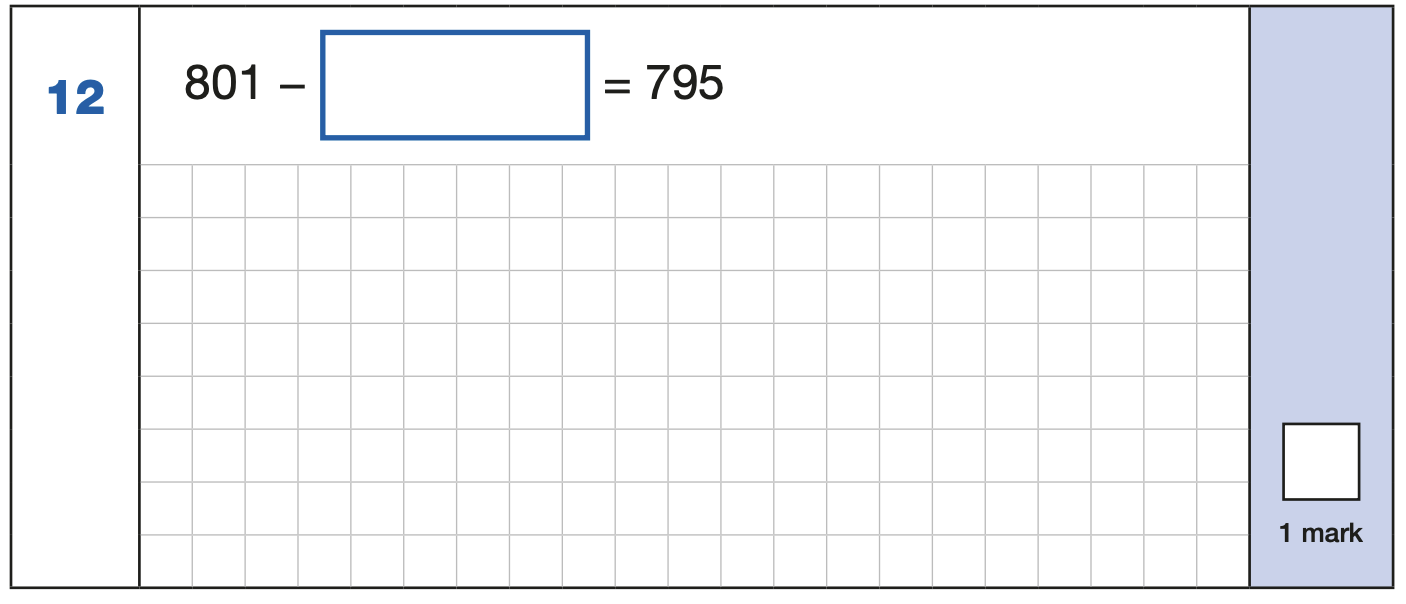 12
801 – = 795
1 mark